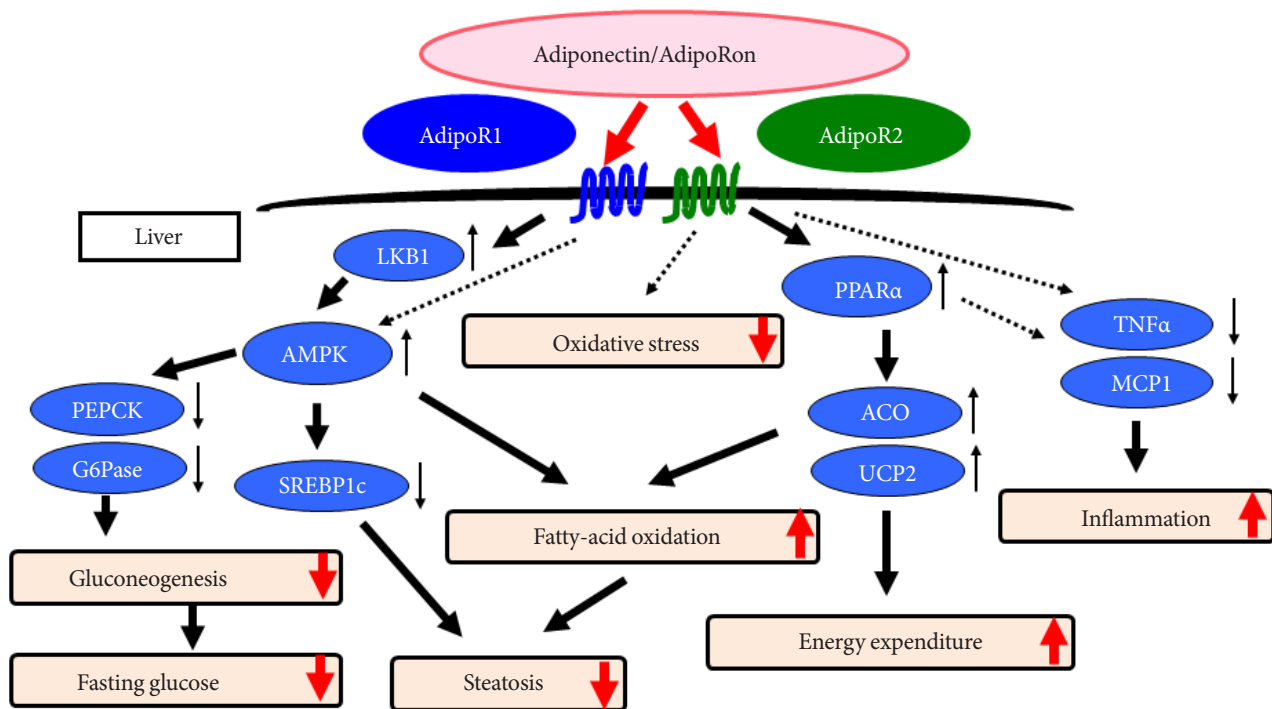 Adiponectin/AdipoRon
AdipoR1
AdipoR2
Liver
LKB1
PPARα
TNFα
Oxidative stress
AMPK
MCP1
PEPCK
ACO
G6Pase
UCP2
SREBP1c
Inflammation
Fatty-acid oxidation
Gluconeogenesis
Energy expenditure
Fasting glucose
Steatosis